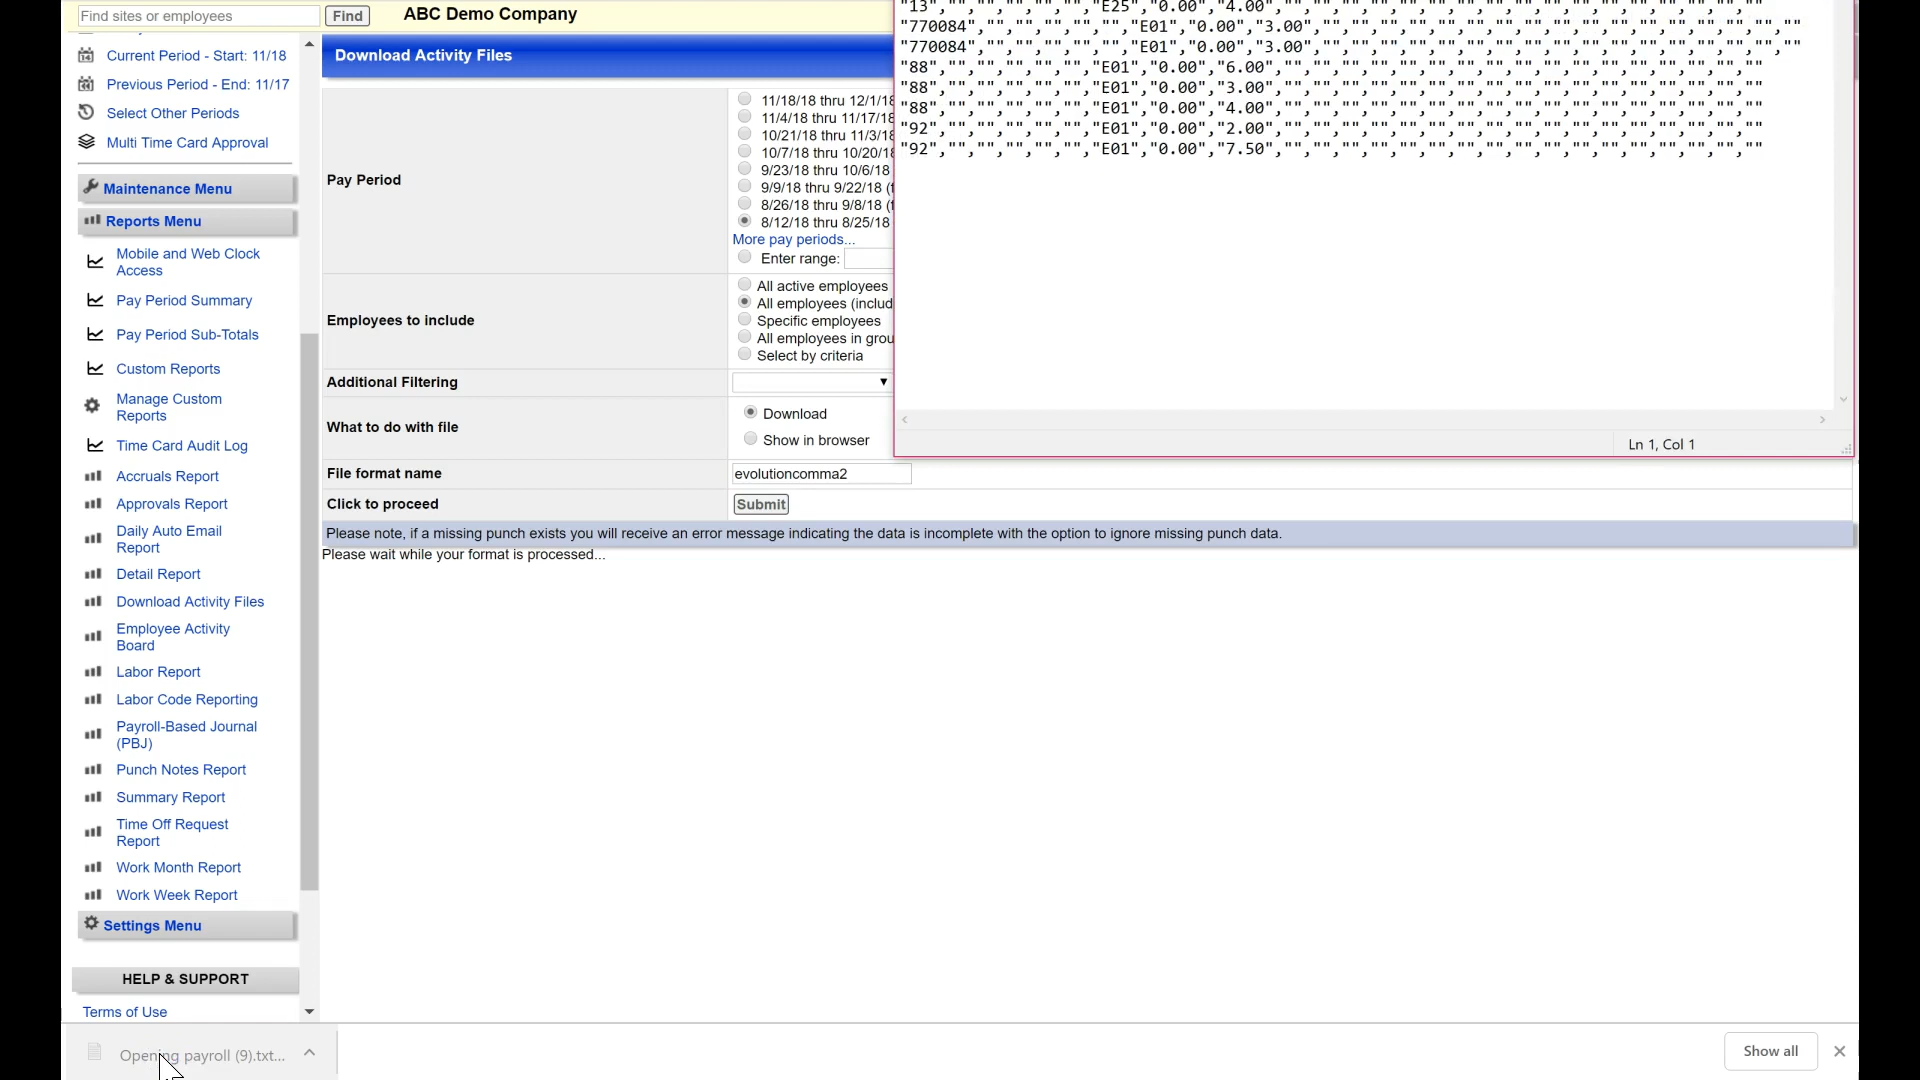 Find
ABC Demo Company
Current Period - Start: 11/18
Previous Period - End: 11/17
Select Other Periods
Multi Time Card Approval
Maintenance Menu
Reports Menu
Mobile and Web Clock
Access
Pay Period Summary
Pay Period Sub-Totals
Custom Reports
Manage Custom
Reports
Time Card Audit Log
Accruals Report
Approvals Report
Daily Auto Email
Report
Detail Report
Download Activity Files
Employee Activity
Board
Labor Report
Labor Code Reporting
Payroll-Based Journal
(PBJ)
Punch Notes Report
Summary Report
Time Off Request
Report
Work Month Report
Work Week Report
Settings Menu
HELP & SUPPORT
Terms of Use
Find sites or employees
Download Activity Files
Pay Period
11/18/18 thru 12/1/18
11/4/18 thru 11/17/18
10/21/18 thru 11/3/18
10/7/18 thru 10/20/18
9/23/18 thru 10/6/18
9/9/18 thru 9/22/18
8/26/18 thru 9/8/18
8/12/18 thru 8/25/18
More pay periods...
Enter range:
Employees to include
All active employees
All employees (includ
Specific employees
All employees in grou
Select by criteria
Additional Filtering
What to do with file
Download
Show in browser
File format name
evolutioncomma2
Click to proceed
Submit
Please note, if a missing punch exists you will receive an error message indicating the data is incomplete with the option to ignore missing punch data.
Please wait while your format is processed...
"13","","","","","E25","0.00","4.00","","","","","","","","","","","","",""
"770084","","","","","E01","0.00","3.00","","","","","","","","","","","","",""
"770084","","","","","E01","0.00","3.00","","","","","","","","","","","","",""
"88","","","","","E01","0.00","6.00","","","","","","","","","","","","",""
"88","","","","","E01","0.00","3.00","","","","","","","","","","","","",""
"88","","","","","E01","0.00","4.00","","","","","","","","","","","","",""
"92","","","","","E01","0.00","2.00","","","","","","","","","","","","",""
"92","","","","","E01","0.00","7.50","","","","","","","","","","","","",""
Ln 1, Col 1
Opening payroll (9).txt...
Show all